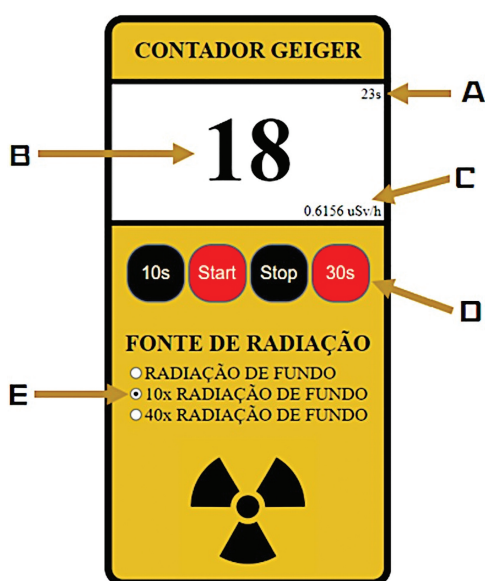 CONTADOR GEIGER
23s
A
B
18
C
0.6156 uSv/h
10s Start Stop 30s
D
FONTE DE RADIAÇÃO
RADIAÇÃO DE FUNDO
E
10x RADIAÇÃO DE FUNDO
40x RADIAÇÃO DE FUNDO